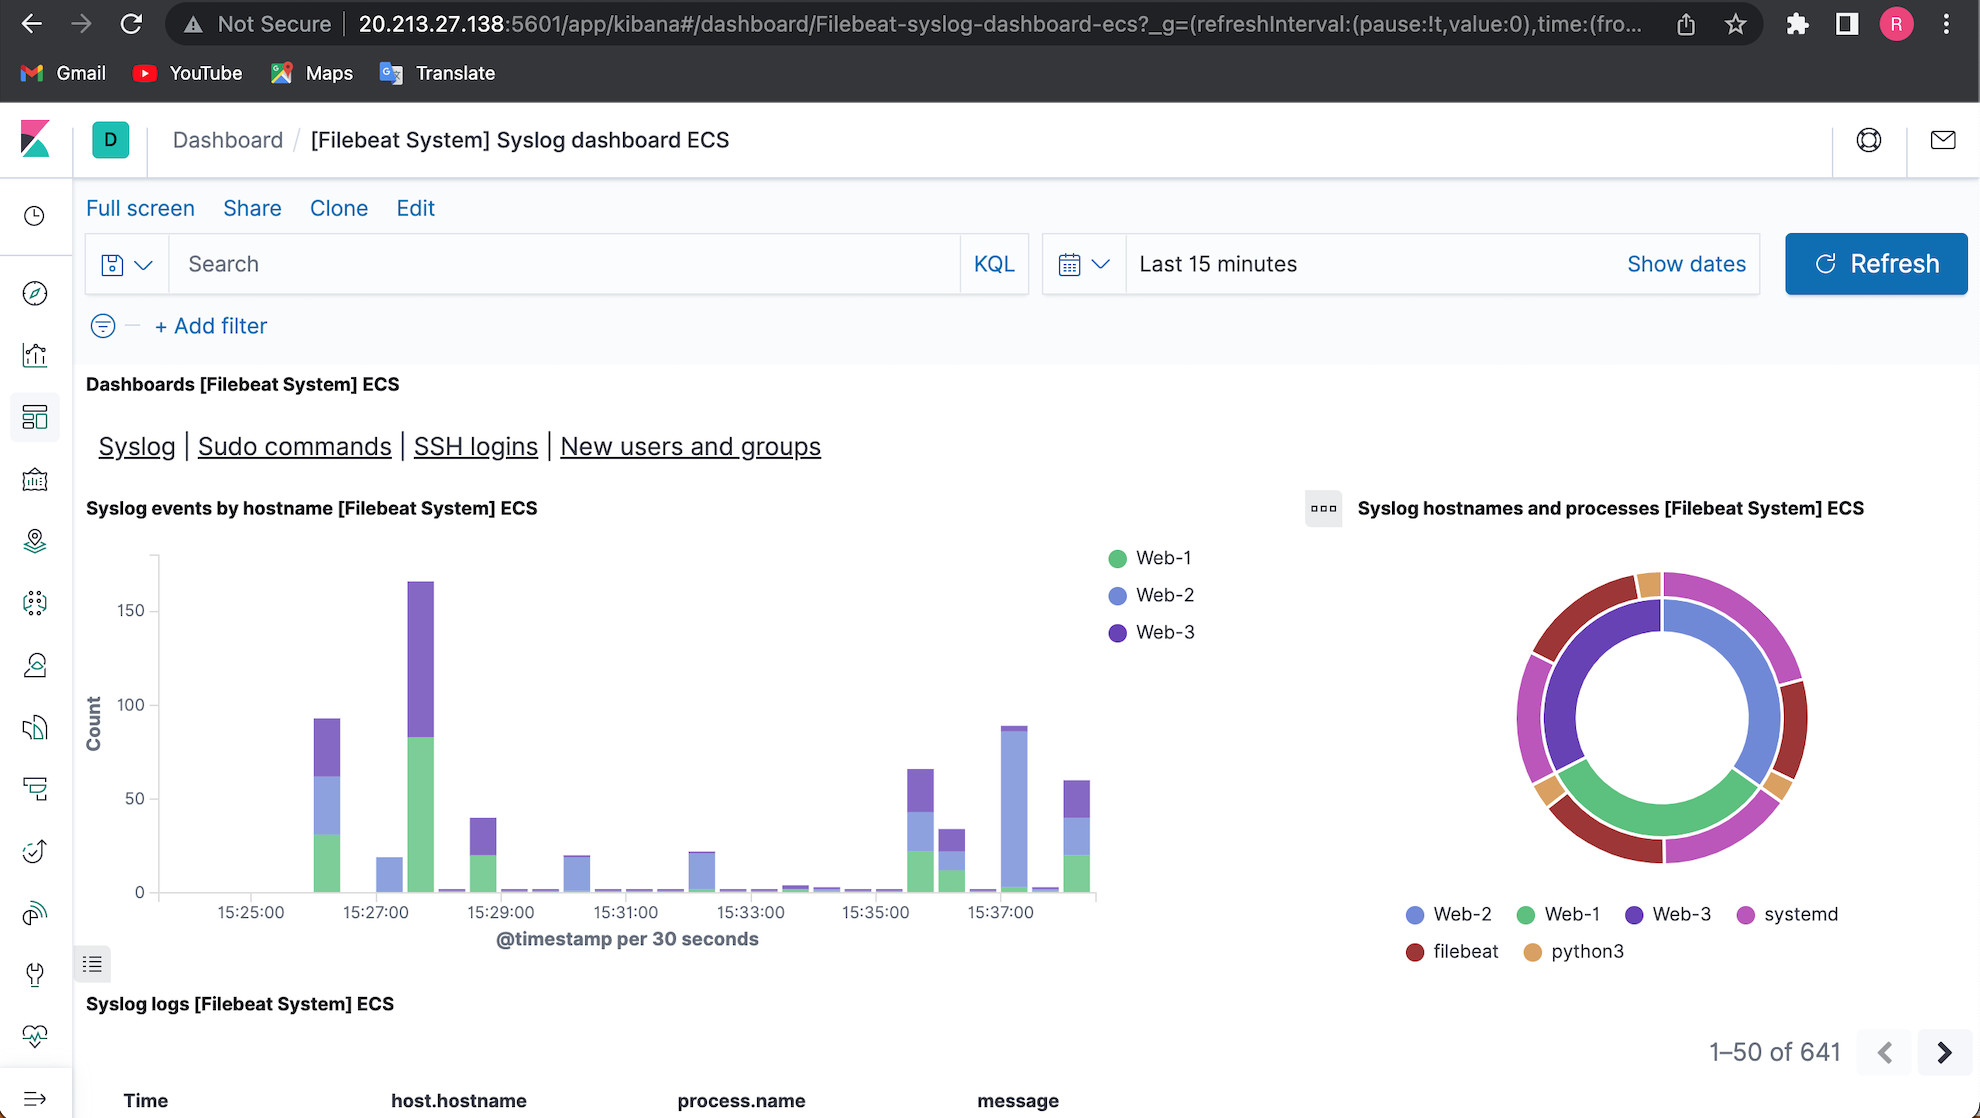 Not Secure 20.213.27.138:5601/app/kibana#/dashboard/Filebeat-syslog-dashboard-ecs?_g=(refreshInterval:(pause:!t,value:0),time:(fro... R
Gmail YouTube Maps Translate
D Dashboard / [Filebeat System] Syslog dashboard ECS
Full screen Share Clone Edit
Search KQL Last 15 minutes Show dates Refresh
+ Add filter
Dashboards [Filebeat System] ECS
Syslog | Sudo commands | SSH logins | New users and groups
Syslog events by hostname [Filebeat System] ECS
Syslog hostnames and processes [Filebeat System] ECS
Web-1
Web-2
Web-3
150
100
50
0
Count
15:25:00 15:27:00 15:29:00 15:31:00 15:33:00 15:35:00 15:37:00
@timestamp per 30 seconds
Web-2 Web-1 Web-3 systemd
filebeat python3
Syslog logs [Filebeat System] ECS
1–50 of 641
Time host.hostname process.name message